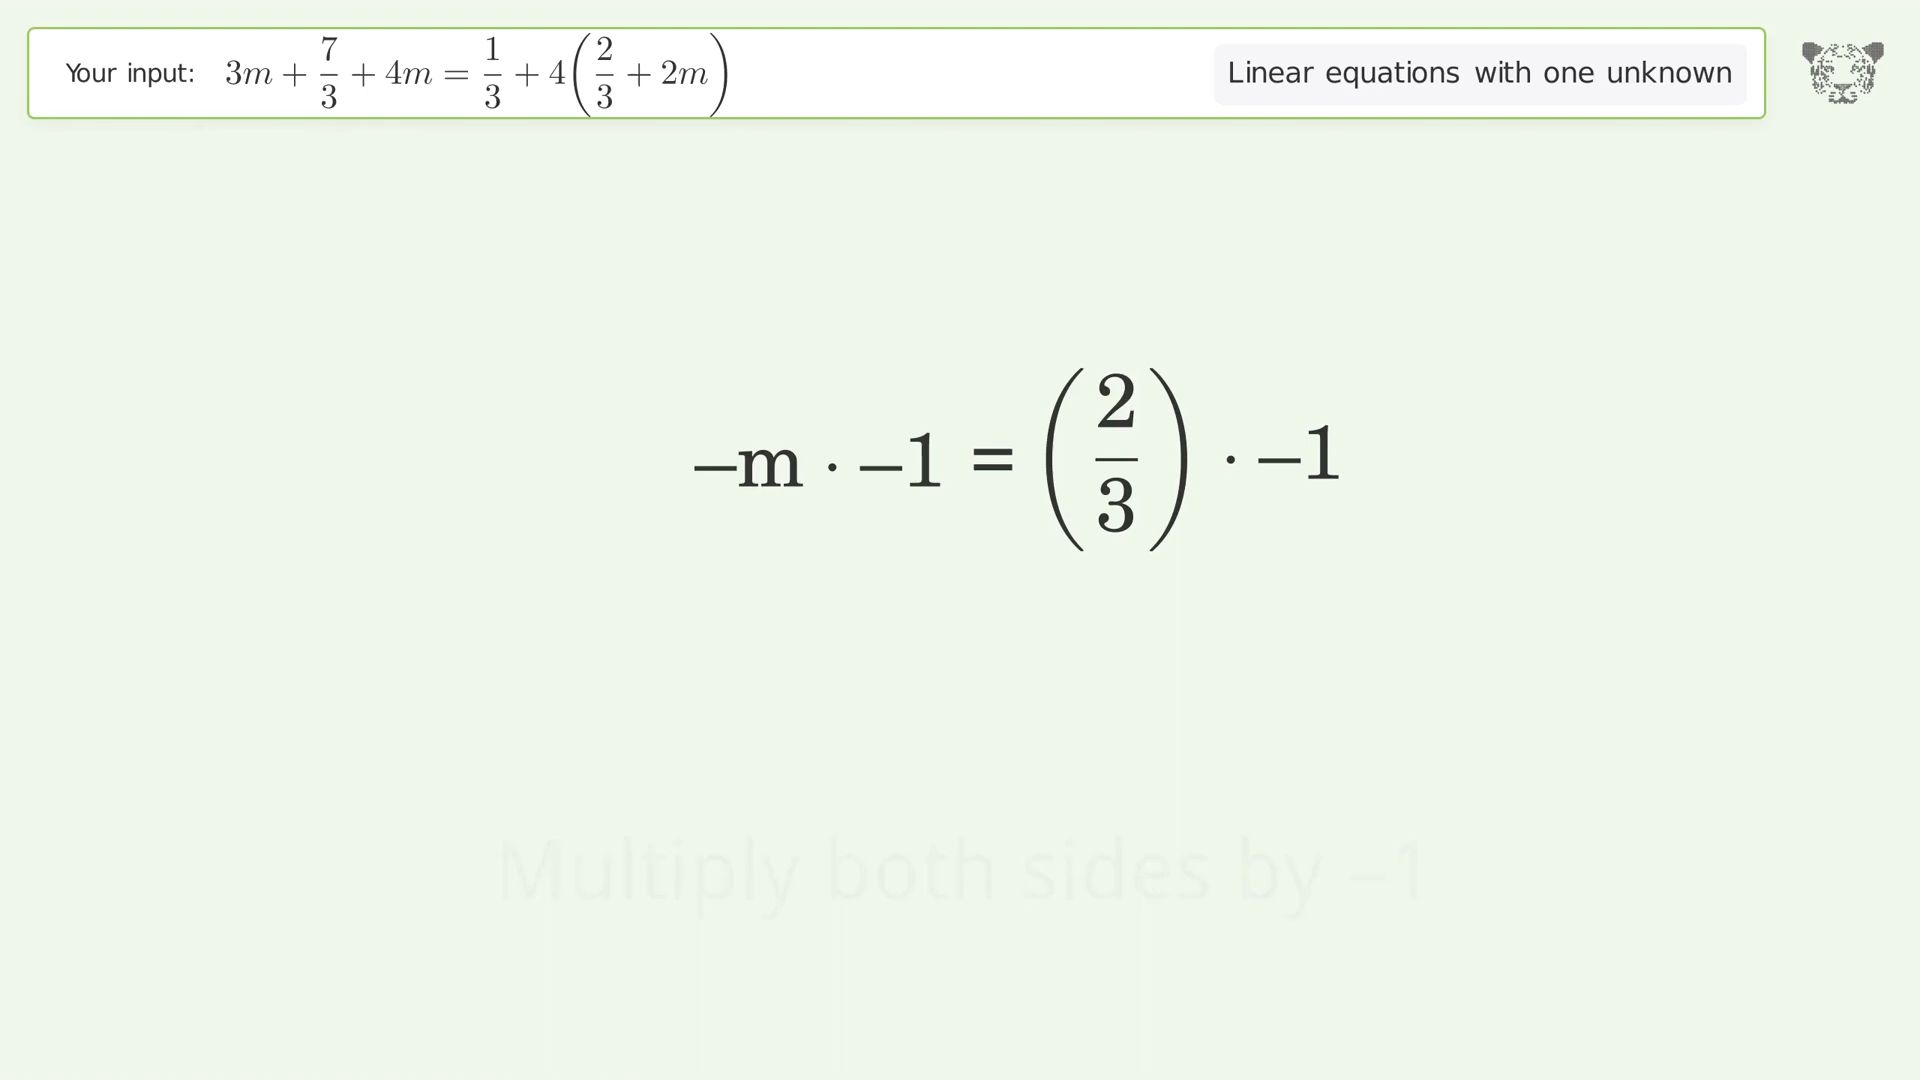 Your input: 3m + 7/3 + 4m = 1/3 + 4(2/3 + 2m)
Linear equations with one unknown
–m · –1 = (2/3) · –1
Multiply both sides by –1